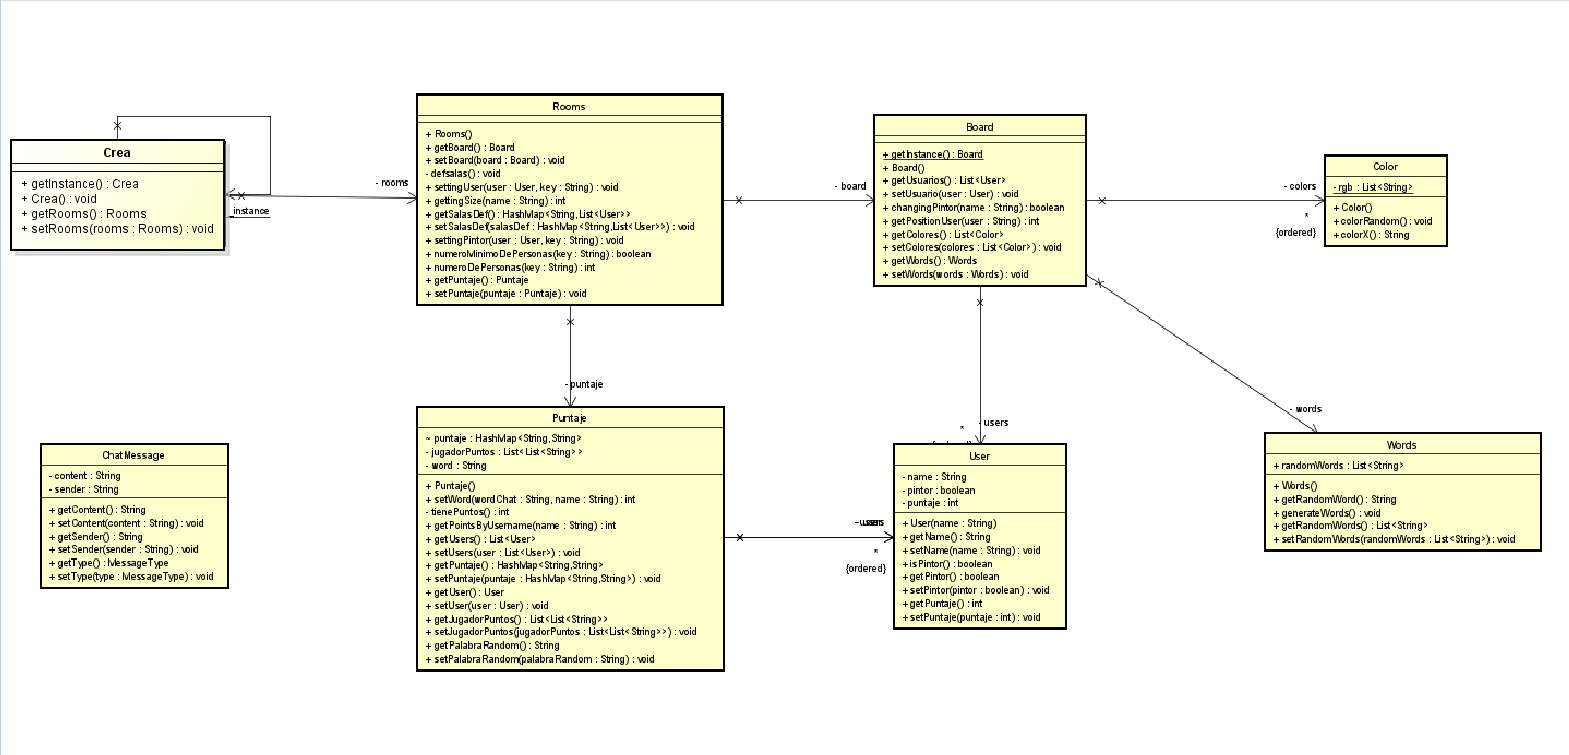 Crea
+ getInstance() : Crea
+ Crea() : void
+ getRooms() : Rooms
+ setRooms(rooms : Rooms) : void
_instance
- rooms
Rooms
+ Rooms()
+ getBoard() : Board
+ setBoard(board : Board) : void
- defsalas() : void
+ settingUser(user : User, key : String) : void
+ gettingSize(name : String) : int
+ getSalasDef() : HashMap<String,List<User>>
+ setSalasDef(salasDef : HashMap<String,List<User>>) : void
+ settingPintor(user : User, key : String) : void
+ numeroMinimoDePersonas(key : String) : boolean
+ numeroDePersonas(key : String) : int
+ getPuntaje() : Puntaje
+ setPuntaje(puntaje : Puntaje) : void
- board
Board
+ getInstance() : Board
+ Board()
+ getUsuarios() : List<User>
+ setUsuario(user : User) : void
+ changingPintor(name : String) : boolean
+ getPositionUser(user : String) : int
+ getColores() : List<Color>
+ setColores(colores : List<Color>) : void
+ getWords() : Words
+ setWords(words : Words) : void
- colors
*
{ordered}
Color
- rgb : List<String>
+ Color()
+ colorRandom() : void
+ colorX() : String
- puntaje
Puntaje
~ puntaje : HashMap<String,String>
- jugadorPuntos : List<List<String>>
- word : String
+ Puntaje()
+ setWord(wordChat : String, name : String) : int
- tienePuntos() : int
+ getPointsByUsername(name : String) : int
+ getUsers() : List<User>
+ setUsers(user : List<User>) : void
+ getPuntaje() : HashMap<String,String>
+ setPuntaje(puntaje : HashMap<String,String>) : void
+ getUser() : User
+ setUser(user : User) : void
+ getJugadorPuntos() : List<List<String>>
+ setJugadorPuntos(jugadorPuntos : List<List<String>>) : void
+ getPalabraRandom() : String
+ setPalabraRandom(palabraRandom : String) : void
*
{ordered}
- users
*
User
- name : String
- pintor : boolean
- puntaje : int
+ User(name : String)
+ getName() : String
+ setName(name : String) : void
+ isPintor() : boolean
+ getPintor() : boolean
+ setPintor(pintor : boolean) : void
+ getPuntaje() : int
+ setPuntaje(puntaje : int) : void
- words
Words
+ randomWords : List<String>
+ Words()
+ getRandomWord() : String
+ generateWords() : void
+ getRandomWords() : List<String>
+ setRandomWords(randomWords : List<String>) : void
ChatMessage
- content : String
- sender : String
+ getContent() : String
+ setContent(content : String) : void
+ getSender() : String
+ setSender(sender : String) : void
+ getType() : MessageType
+ setType(type : MessageType) : void